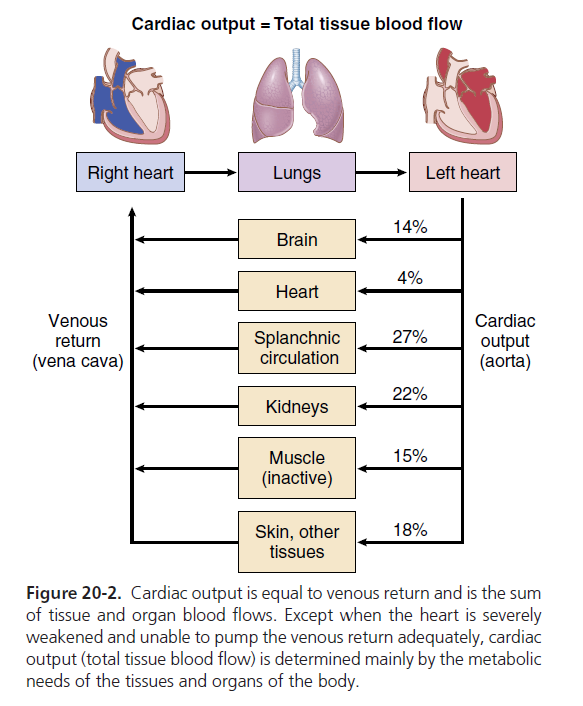 Cardiac output = Total tissue blood flow
Right heart
Lungs
Left heart
Brain
14%
Heart
4%
Venous
return
(vena cava)
Splanchnic
circulation
27%
Cardiac
output
(aorta)
Kidneys
22%
Muscle
(inactive)
15%
Skin, other
tissues
18%
Figure 20-2. Cardiac output is equal to venous return and is the sum
of tissue and organ blood flows. Except when the heart is severely
weakened and unable to pump the venous return adequately, cardiac
output (total tissue blood flow) is determined mainly by the metabolic
needs of the tissues and organs of the body.